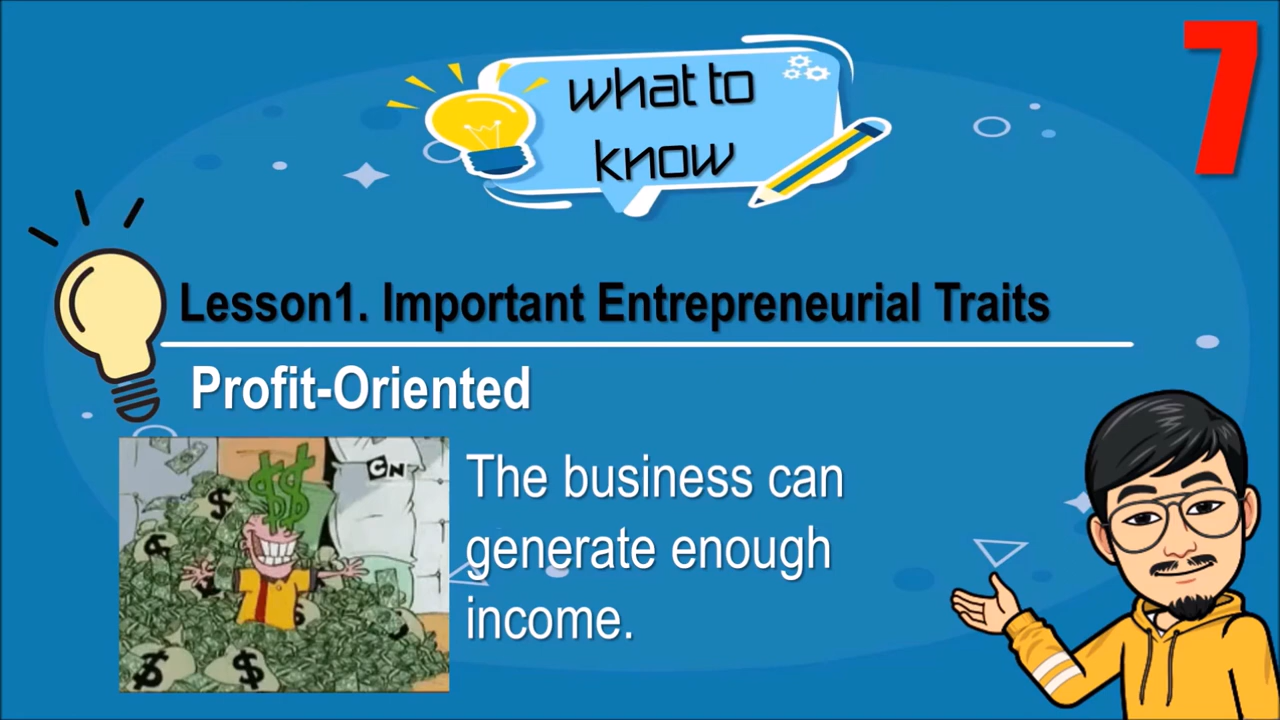 7
what to
know
Lesson1. Important Entrepreneurial Traits
Profit-Oriented
$$
CN
$
$
$
$
The business can
generate enough
income.